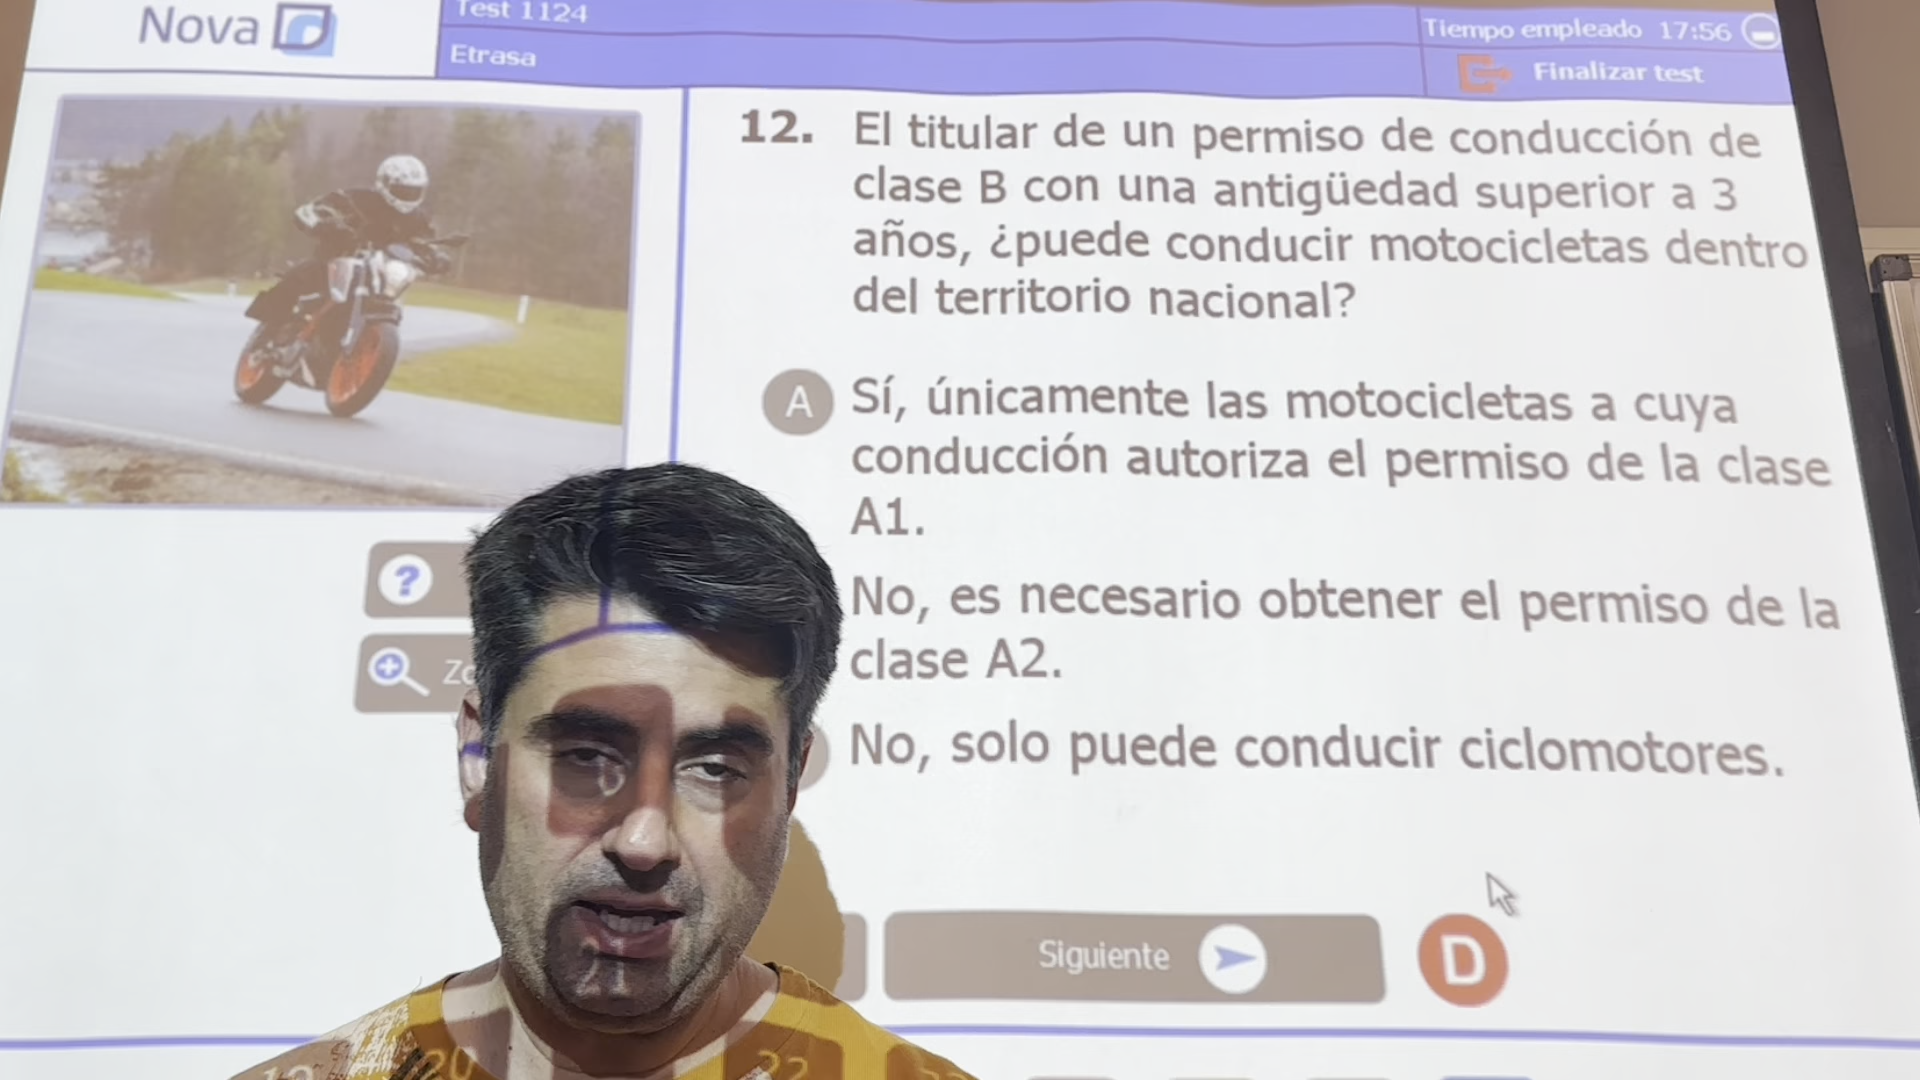 Nova
Test 1124
Etrasa
Tiempo empleado 17:56
Finalizar test
12. El titular de un permiso de conducción de
clase B con una antigüedad superior a 3
años, ¿puede conducir motocicletas dentro
del territorio nacional?
A Sí, únicamente las motocicletas a cuya
conducción autoriza el permiso de la clase
A1.
No, es necesario obtener el permiso de la
clase A2.
No, solo puede conducir ciclomotores.
?
Siguiente
D
20
22